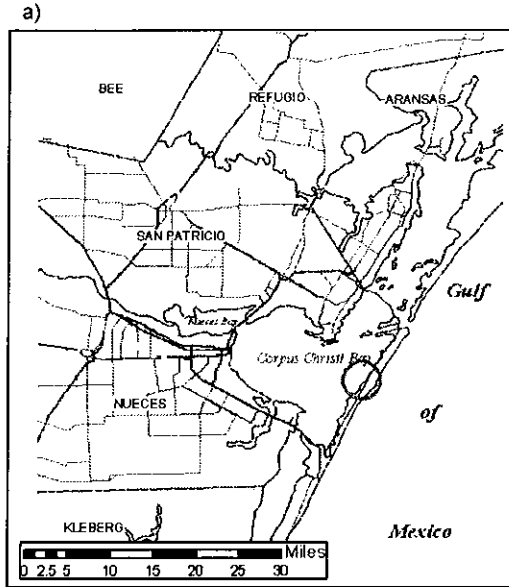 a)
BEE
REFUGIO
ARANSAS
SAN PATRICIO
Gulf
Nueces Bay
Corpus Christi Bay
NUECES
of
KLEBERG
Mexico
Miles
0 2.5 5 10 15 20 25 30